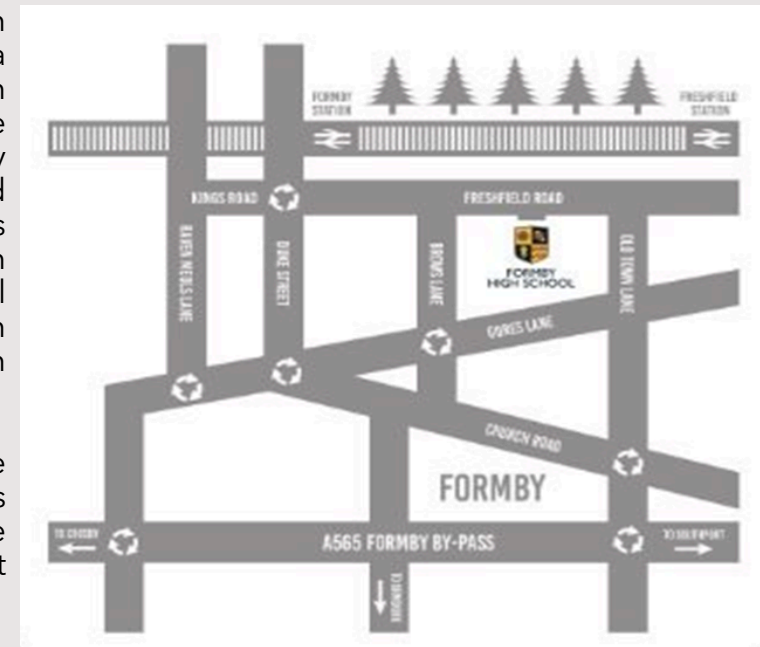 FORMBY
STATION
FRESHFIELD
STATION
KINGS ROAD
FRESHFIELD ROAD
RAVEN MEOLS LANE
DUKE STREET
BROWS LANE
OLD TOWN LANE
FORMBY
HIGH SCHOOL
GORES LANE
CHURCH ROAD
FORMBY
TO CROSBY
A565 FORMBY BY-PASS
TO SOUTHPORT